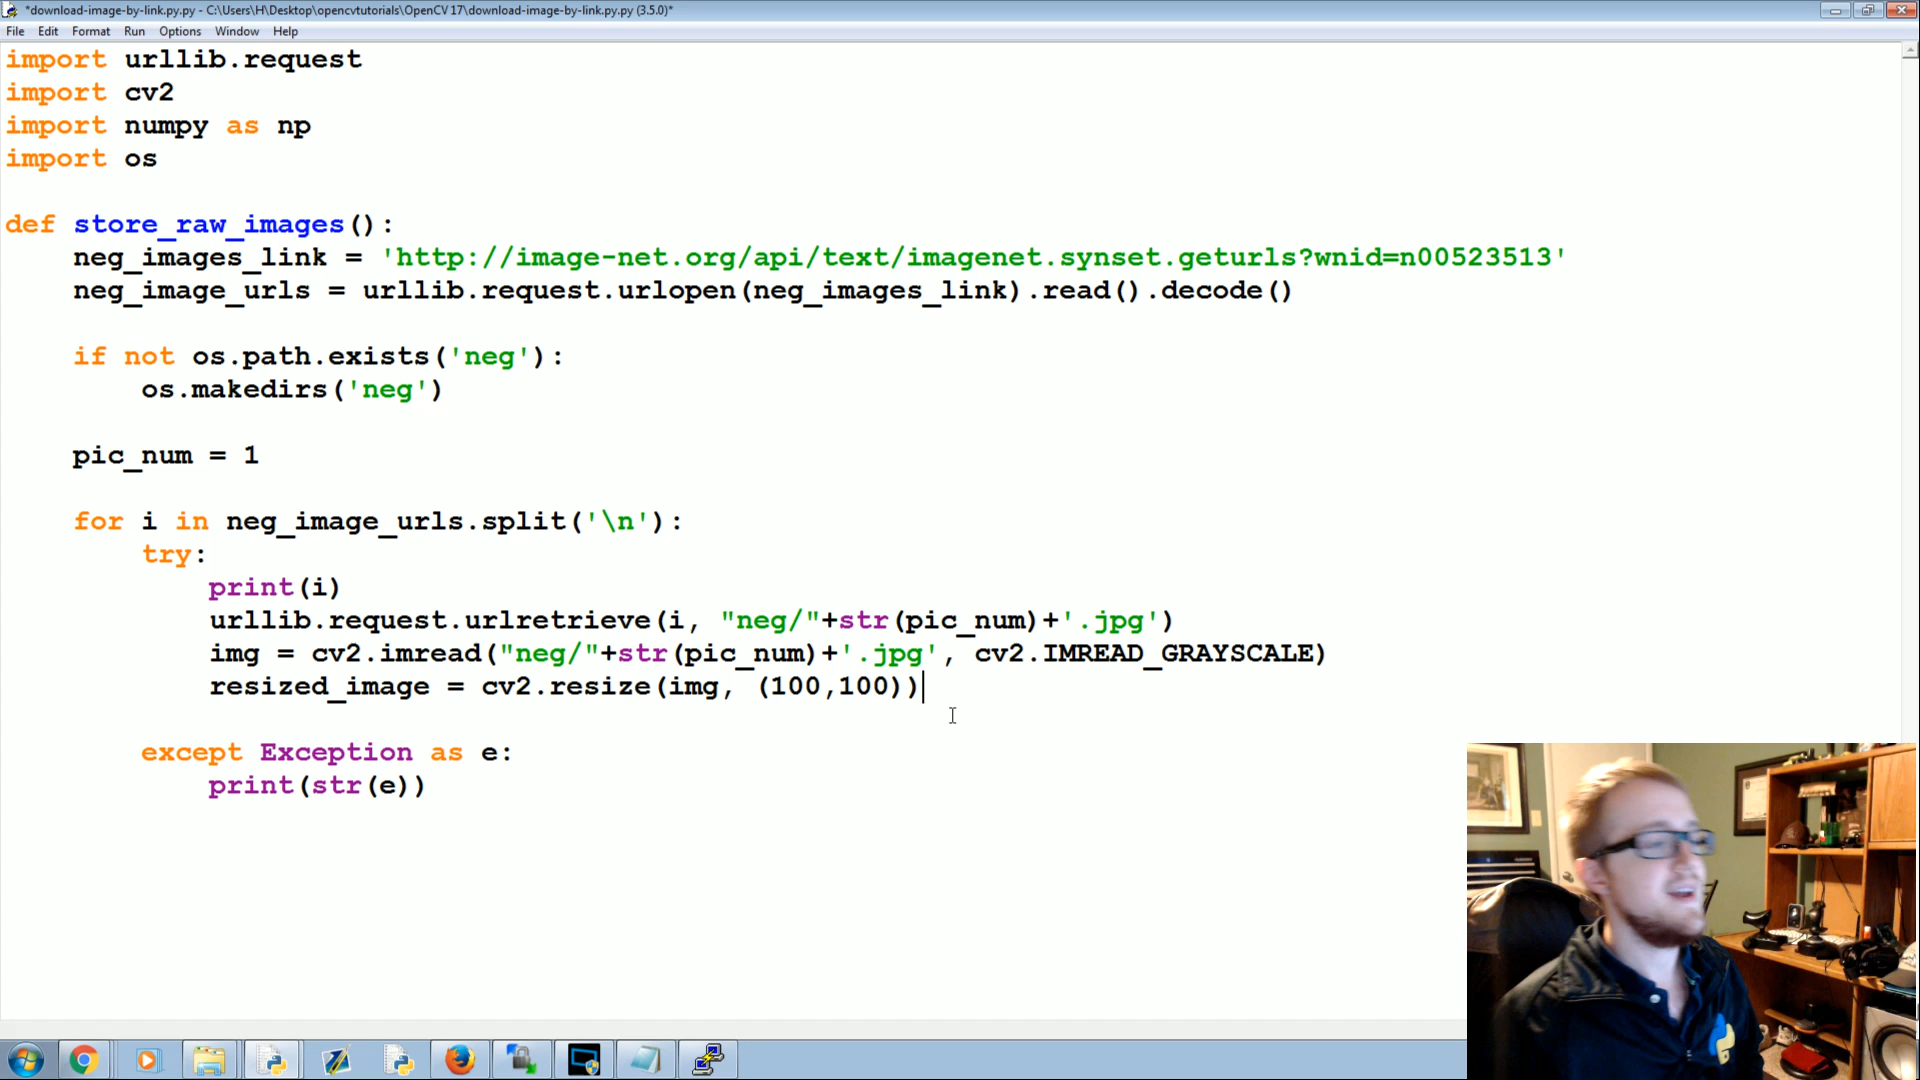 *download-image-by-link.py.py - C:\Users\H\Desktop\opencvtutorials\OpenCV 17\download-image-by-link.py.py (3.5.0)*
File Edit Format Run Options Window Help
import urllib.request
import cv2
import numpy as np
import os
def store_raw_images():
    neg_images_link = 'http://image-net.org/api/text/imagenet.synset.geturls?wnid=n00523513'
    neg_image_urls = urllib.request.urlopen(neg_images_link).read().decode()
    if not os.path.exists('neg'):
        os.makedirs('neg')
    pic_num = 1
    for i in neg_image_urls.split('\n'):
        try:
            print(i)
            urllib.request.urlretrieve(i, "neg/"+str(pic_num)+'.jpg')
            img = cv2.imread("neg/"+str(pic_num)+'.jpg', cv2.IMREAD_GRAYSCALE)
            resized_image = cv2.resize(img, (100,100))
        except Exception as e:
            print(str(e))